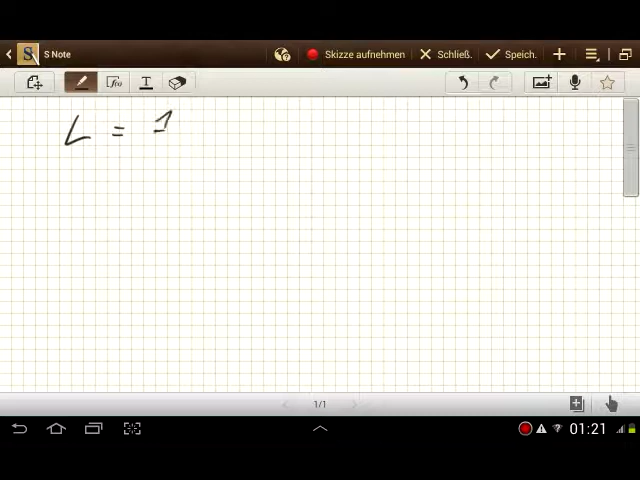 S Note Skizze aufnehmen Schließ. Speich.
f(x) T
L = 1
1/1
01:21